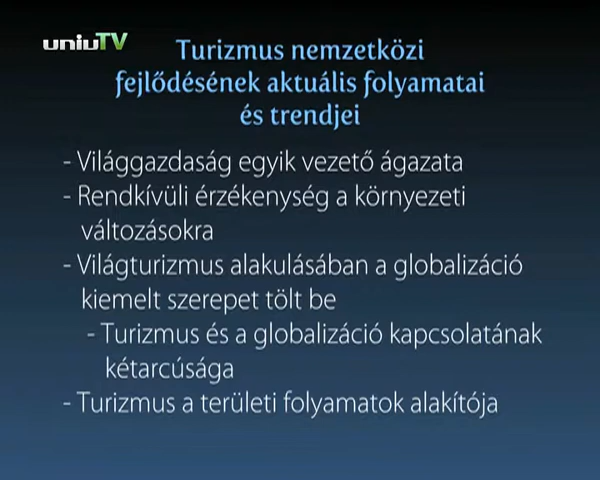 uniuTV
Turizmus nemzetközi
fejlődésének aktuális folyamatai
és trendjei
- Világgazdaság egyik vezető ágazata
- Rendkívüli érzékenység a környezeti
változásokra
- Világturizmus alakulásában a globalizáció
kiemelt szerepet tölt be
- Turizmus és a globalizáció kapcsolatának
kétarcúsága
- Turizmus a területi folyamatok alakítója